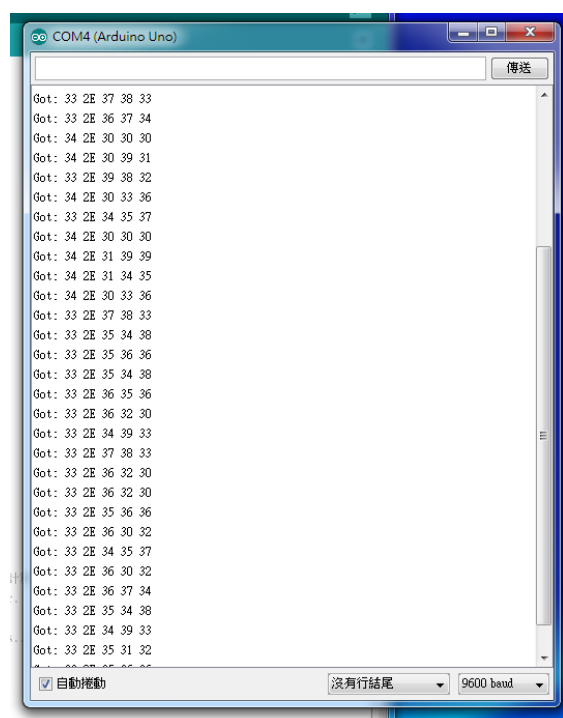 COM4 (Arduino Uno)
傳送
Got: 33 2E 37 38 33
Got: 33 2E 36 37 34
Got: 34 2E 30 30 30
Got: 34 2E 30 39 31
Got: 33 2E 39 38 32
Got: 34 2E 30 33 36
Got: 33 2E 34 35 37
Got: 34 2E 30 30 30
Got: 34 2E 31 39 39
Got: 34 2E 31 34 35
Got: 34 2E 30 33 36
Got: 33 2E 37 38 33
Got: 33 2E 35 34 38
Got: 33 2E 35 36 36
Got: 33 2E 35 34 38
Got: 33 2E 36 35 36
Got: 33 2E 36 32 30
Got: 33 2E 34 39 33
Got: 33 2E 37 38 33
Got: 33 2E 36 32 30
Got: 33 2E 36 32 30
Got: 33 2E 35 36 36
Got: 33 2E 36 30 32
Got: 33 2E 34 35 37
Got: 33 2E 36 30 32
Got: 33 2E 36 37 34
Got: 33 2E 35 34 38
Got: 33 2E 34 39 33
Got: 33 2E 35 31 32
自動捲動
沒有行結尾
9600 baud